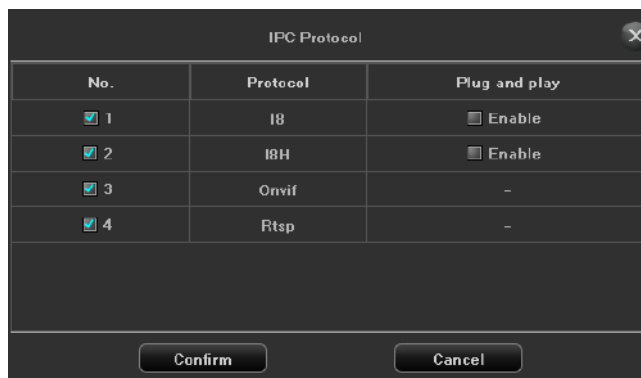 IPC Protocol
No. Protocol Plug and play
1 I8 Enable
2 I8H Enable
3 Onvif -
4 Rtsp -
Confirm Cancel